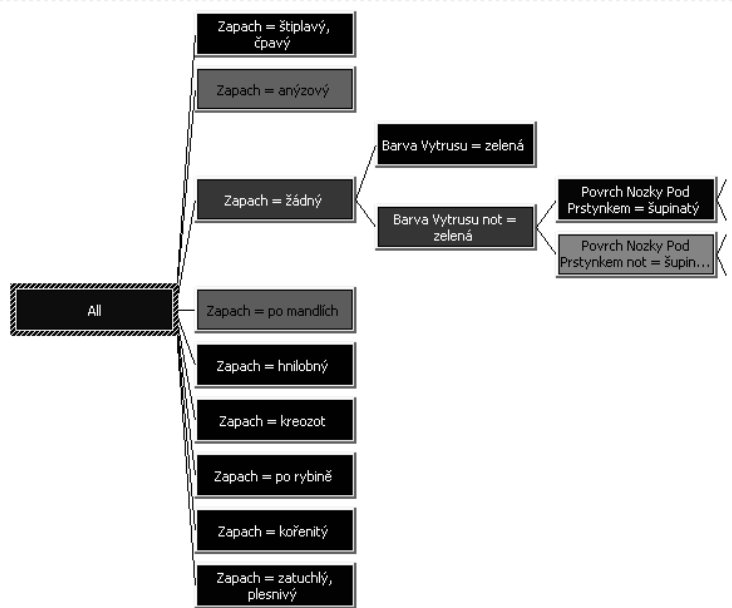 Zapach = štiplavý,
čpavý
Zapach = anýzový
Barva Vytrusu = zelená
Zapach = žádný
Povrch Nozky Pod
Prstynkem = šupinatý
Barva Vytrusu not =
zelená
Povrch Nozky Pod
Prstynkem not = šupin...
All
Zapach = po mandlích
Zapach = hnilobný
Zapach = kreozot
Zapach = po rybině
Zapach = kořenitý
Zapach = zatuchlý,
plesnivý